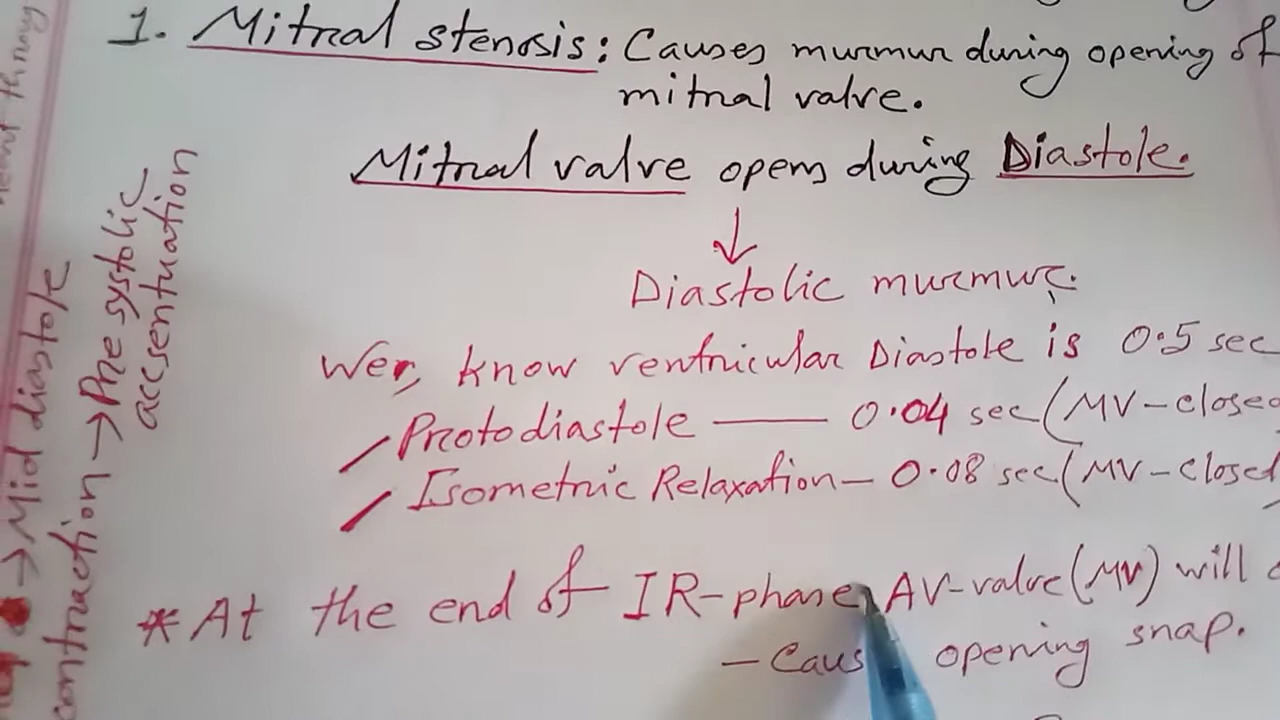 1. Mitral stenosis: Causes murmur during opening of
mitral valve.
Mitral valve opens during Diastole.
↓
Diastolic murmur.
Wer, know ventricular Diastole is 0.5 sec
Protodiastole — 0.04 sec (MV-closed
Isometric Relaxation - 0.08 sec (MV-closed
* At the end of IR-phase, AV-valve (MV) will
- Caus opening snap.
→ Mid diastole
contraction → Pre systolic
accsentuation